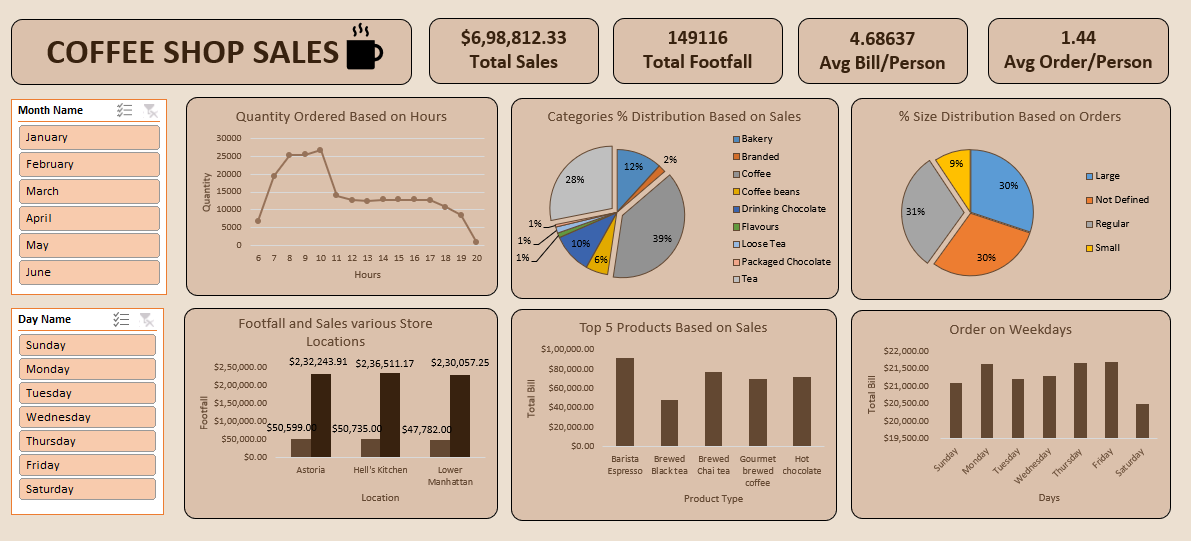 COFFEE SHOP SALES
$6,98,812.33
Total Sales
149116
Total Footfall
4.68637
Avg Bill/Person
1.44
Avg Order/Person
Month Name
January
February
March
April
May
June
Day Name
Sunday
Monday
Tuesday
Wednesday
Thursday
Friday
Saturday
Quantity Ordered Based on Hours
Quantity
30000
25000
20000
15000
10000
5000
0
6 7 8 9 10 11 12 13 14 15 16 17 18 19 20
Hours
Categories % Distribution Based on Sales
12%
2%
39%
6%
10%
1%
1%
1%
28%
Bakery
Branded
Coffee
Coffee beans
Drinking Chocolate
Flavours
Loose Tea
Packaged Chocolate
Tea
% Size Distribution Based on Orders
30%
30%
31%
9%
Large
Not Defined
Regular
Small
Footfall and Sales various Store
Locations
Footfall
$2,50,000.00
$2,00,000.00
$1,50,000.00
$1,00,000.00
$50,000.00
$0.00
$2,32,243.91 $2,36,511.17 $2,30,057.25
$50,599.00 $50,735.00 $47,782.00
Astoria Hell's Kitchen Lower
Manhattan
Location
Top 5 Products Based on Sales
Total Bill
$1,00,000.00
$80,000.00
$60,000.00
$40,000.00
$20,000.00
$0.00
Barista Brewed Brewed Gourmet Hot
Espresso Black tea Chai tea brewed chocolate
coffee
Product Type
Order on Weekdays
Total Bill
$22,000.00
$21,500.00
$21,000.00
$20,500.00
$20,000.00
$19,500.00
Sunday Monday Tuesday Wednesday Thursday Friday Saturday
Days